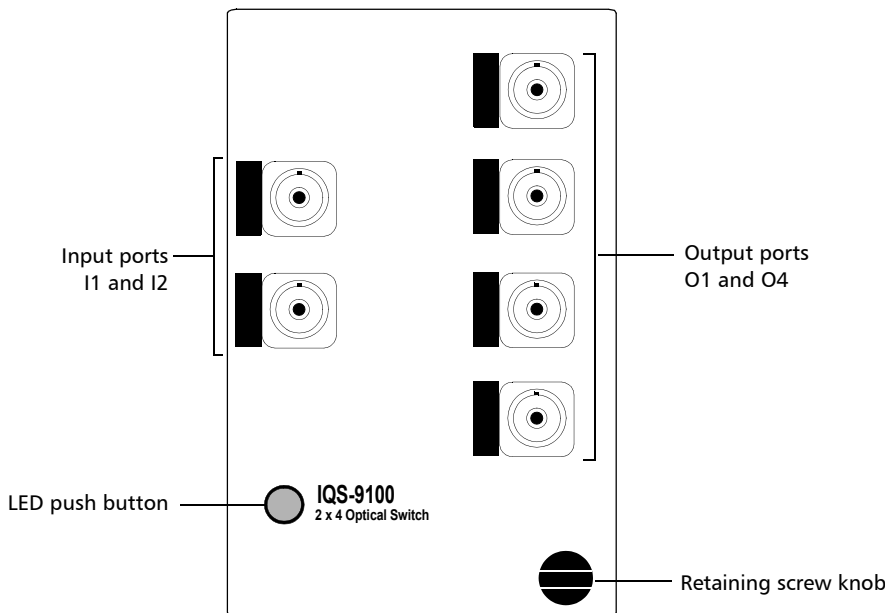 Input ports
I1 and I2
Output ports
O1 and O4
LED push button
IQS-9100
2 x 4 Optical Switch
Retaining screw knob